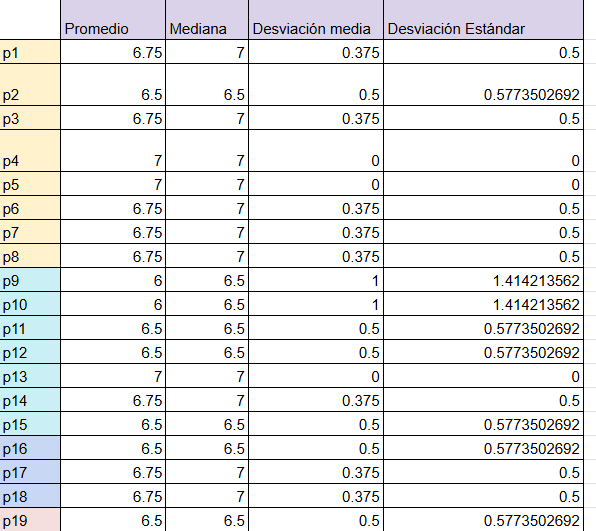 Promedio Mediana Desviación media Desviación Estándar
p1 6.75 7 0.375 0.5
p2 6.5 6.5 0.5 0.5773502692
p3 6.75 7 0.375 0.5
p4 7 7 0 0
p5 7 7 0 0
p6 6.75 7 0.375 0.5
p7 6.75 7 0.375 0.5
p8 6.75 7 0.375 0.5
p9 6 6.5 1 1.414213562
p10 6 6.5 1 1.414213562
p11 6.5 6.5 0.5 0.5773502692
p12 6.5 6.5 0.5 0.5773502692
p13 7 7 0 0
p14 6.75 7 0.375 0.5
p15 6.5 6.5 0.5 0.5773502692
p16 6.5 6.5 0.5 0.5773502692
p17 6.75 7 0.375 0.5
p18 6.75 7 0.375 0.5
p19 6.5 6.5 0.5 0.5773502692